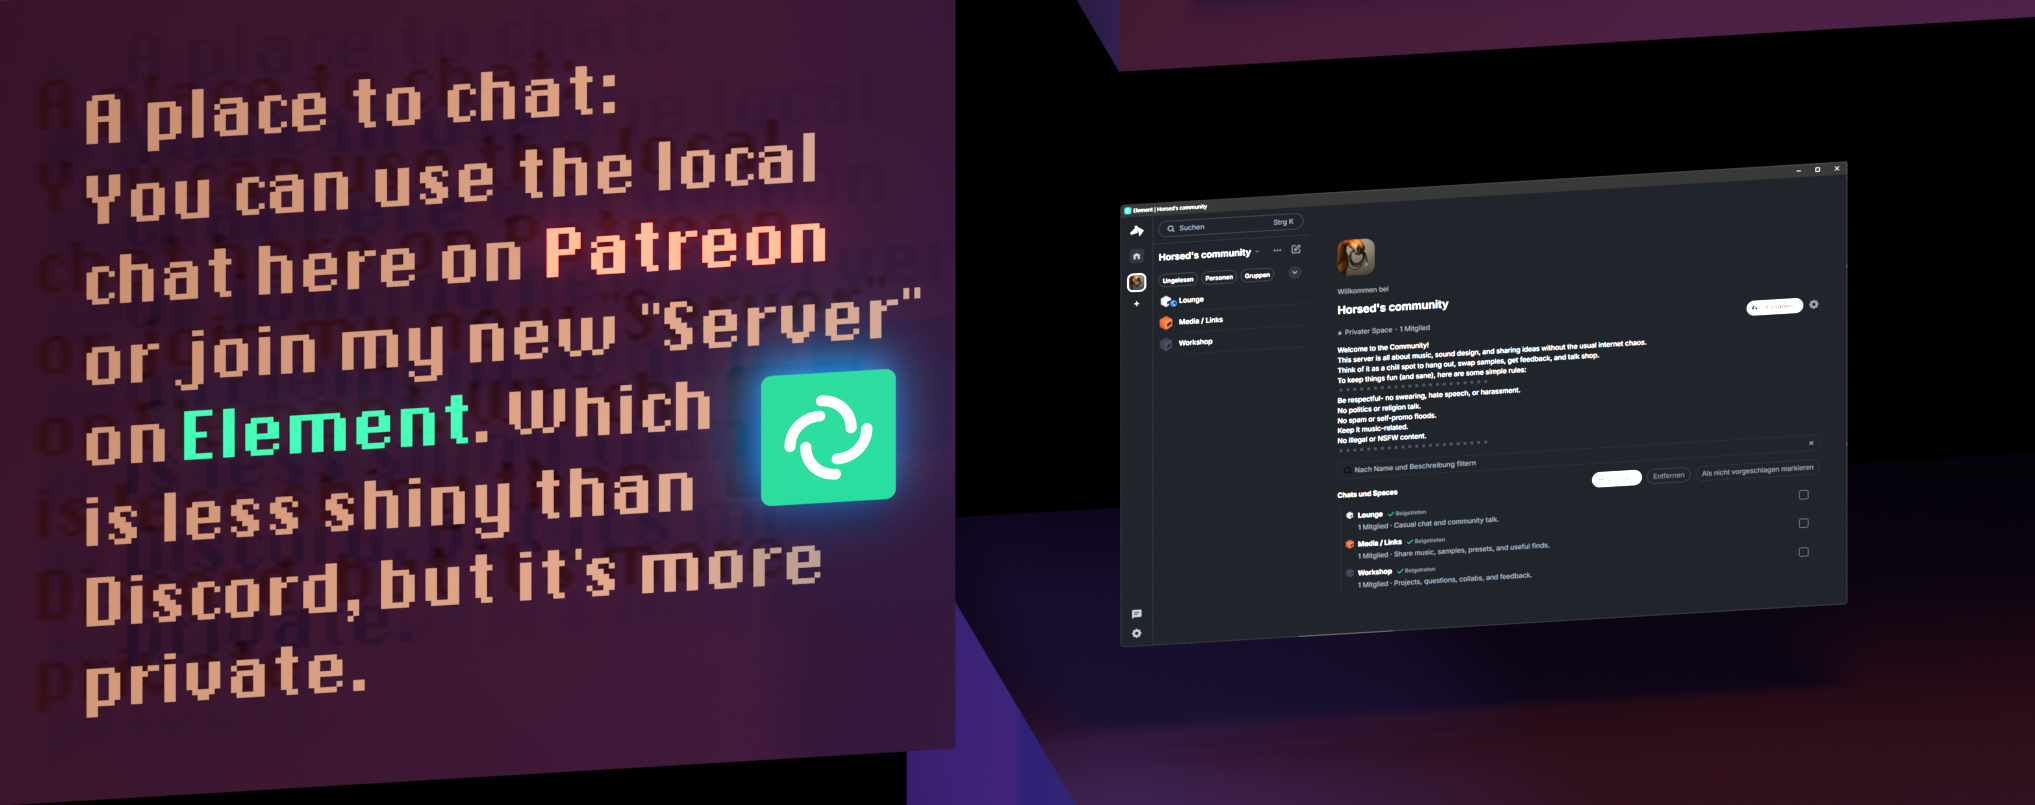 A place to chat:
You can use the local
chat here on Patreon
or join my new "Server"
on Element. Which
is less shiny than
Discord, but it's more
private.
Element | Horsed's community
Suchen
Strg K
Horsed's community
Ungelesen
Personen
Gruppen
Lounge
Media / Links
Workshop
Willkommen bei
Horsed's community
Privater Space · 1 Mitglied
Welcome to the Community!
This server is all about music, sound design, and sharing ideas without the usual internet chaos.
Think of it as a chill spot to hang out, swap samples, get feedback, and talk shop.
To keep things fun (and sane), here are some simple rules:
Be respectful- no swearing, hate speech, or harassment.
No politics or religion talk.
No spam or self-promo floods.
Keep it music-related.
No illegal or NSFW content.
Nach Name und Beschreibung filtern
Entfernen
Als nicht vorgeschlagen markieren
Chats und Spaces
Lounge
Beigetreten
1 Mitglied · Casual chat and community talk.
Media / Links
Beigetreten
1 Mitglied · Share music, samples, presets, and useful finds.
Workshop
Beigetreten
1 Mitglied · Projects, questions, collabs, and feedback.